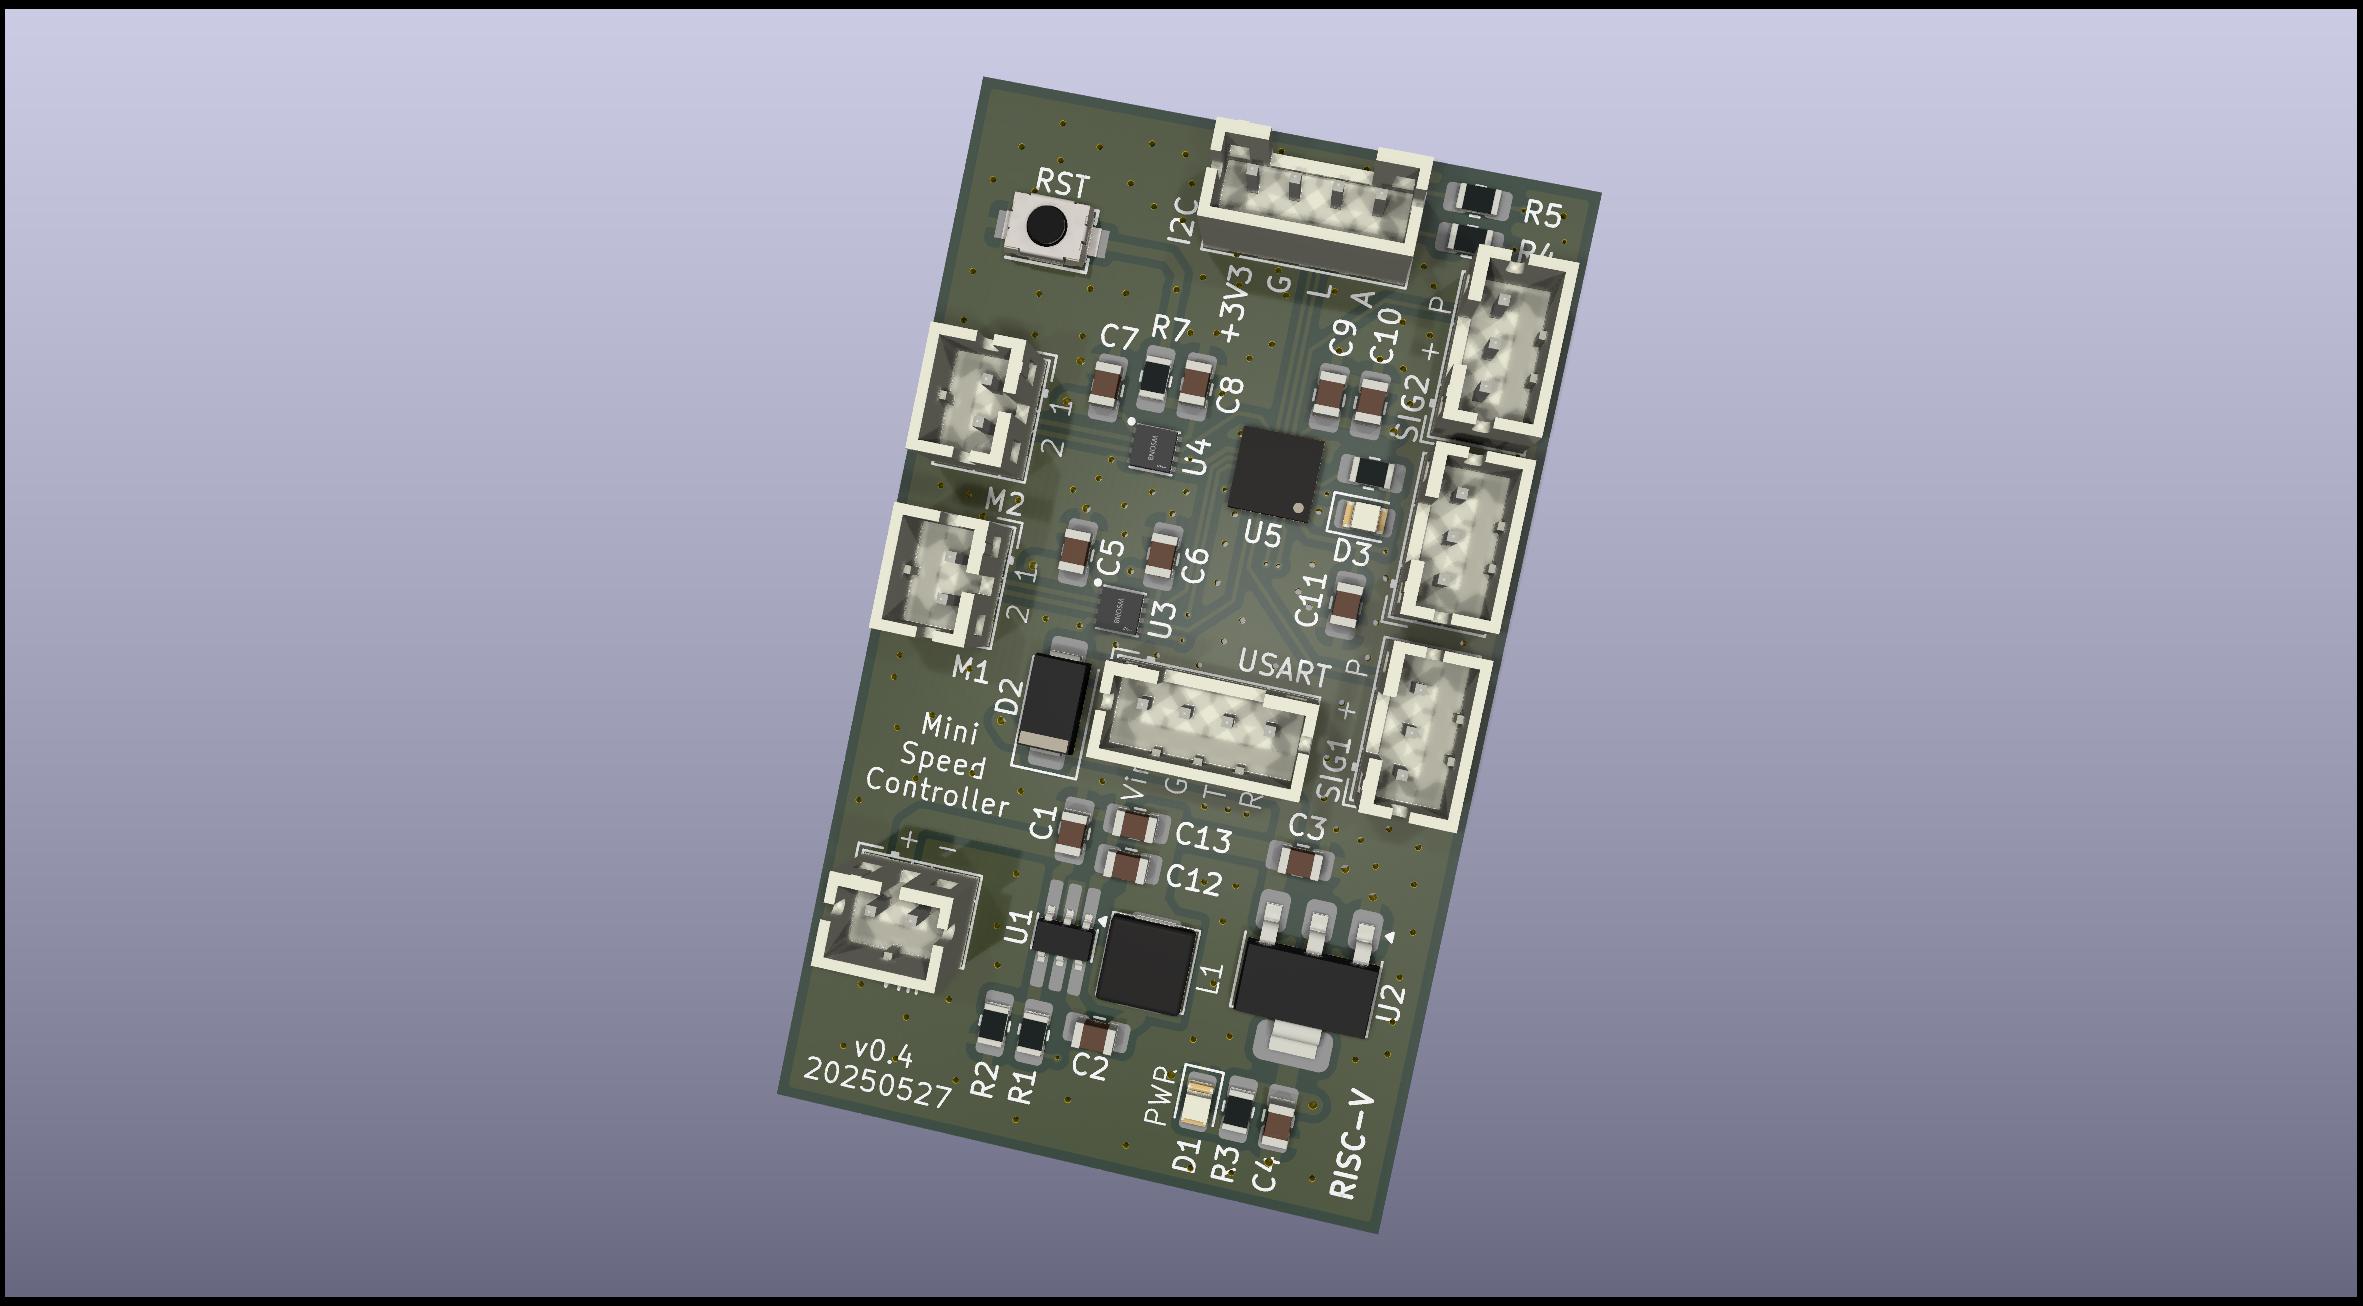 RST
I2C
+3V3
G
L
A
R5
R4
P
+
SIG2
C7
R7
C8
C9
C10
1
2
M2
U4
U5
D3
C5
C6
C11
1
2
M1
U3
USART
P
+
SIG1
D2
Mini
Speed
Controller
G
T
R
+
-
C1
C13
C12
C3
U1
L1
U2
R2
R1
C2
v0.4
20250527
PWR
D1
R3
C4
RISC-V